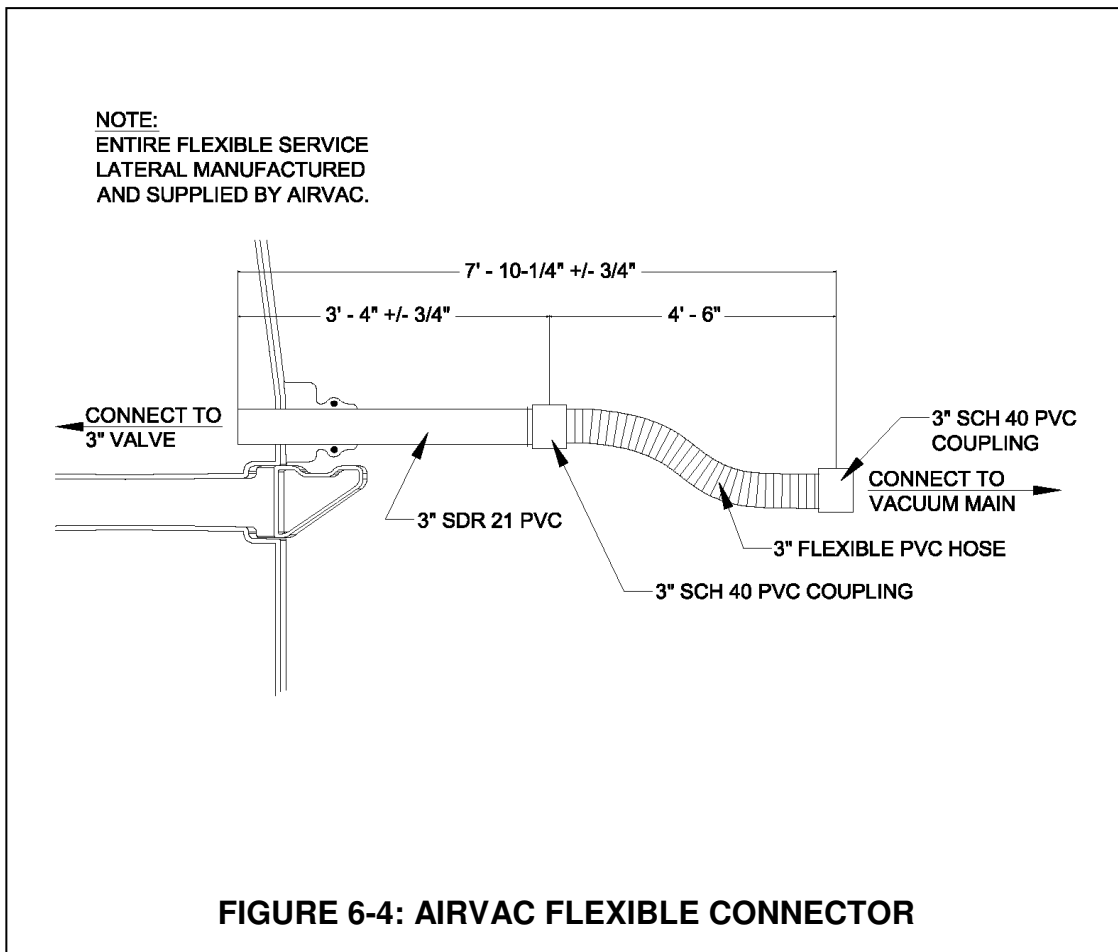 NOTE:
ENTIRE FLEXIBLE SERVICE
LATERAL MANUFACTURED
AND SUPPLIED BY AIRVAC.
7' - 10-1/4" +/- 3/4"
3' - 4" +/- 3/4"
4' - 6"
CONNECT TO
3" VALVE
3" SCH 40 PVC
COUPLING
CONNECT TO
VACUUM MAIN
3" SDR 21 PVC
3" FLEXIBLE PVC HOSE
3" SCH 40 PVC COUPLING
FIGURE 6-4: AIRVAC FLEXIBLE CONNECTOR